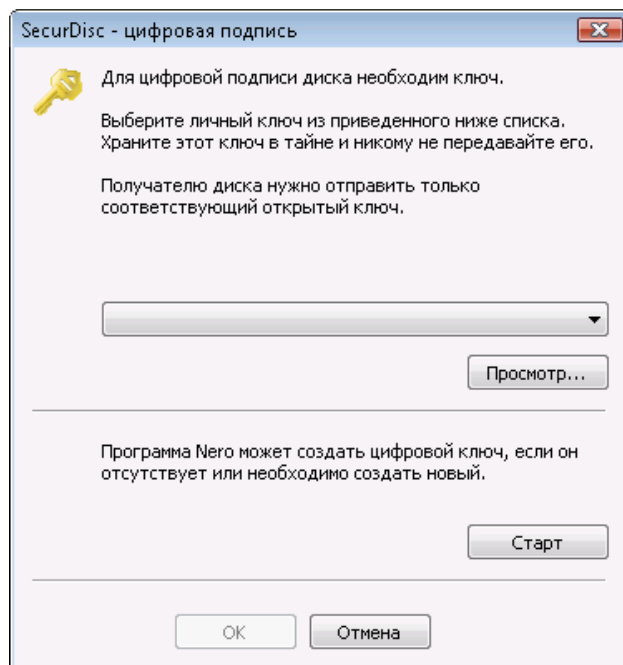 SecurDisc - цифровая подпись
Для цифровой подписи диска необходим ключ.
Выберите личный ключ из приведенного ниже списка.
Храните этот ключ в тайне и никому не передавайте его.
Получателю диска нужно отправить только
соответствующий открытый ключ.
Просмотр...
Программа Nero может создать цифровой ключ, если он
отсутствует или необходимо создать новый.
Старт
OK
Отмена